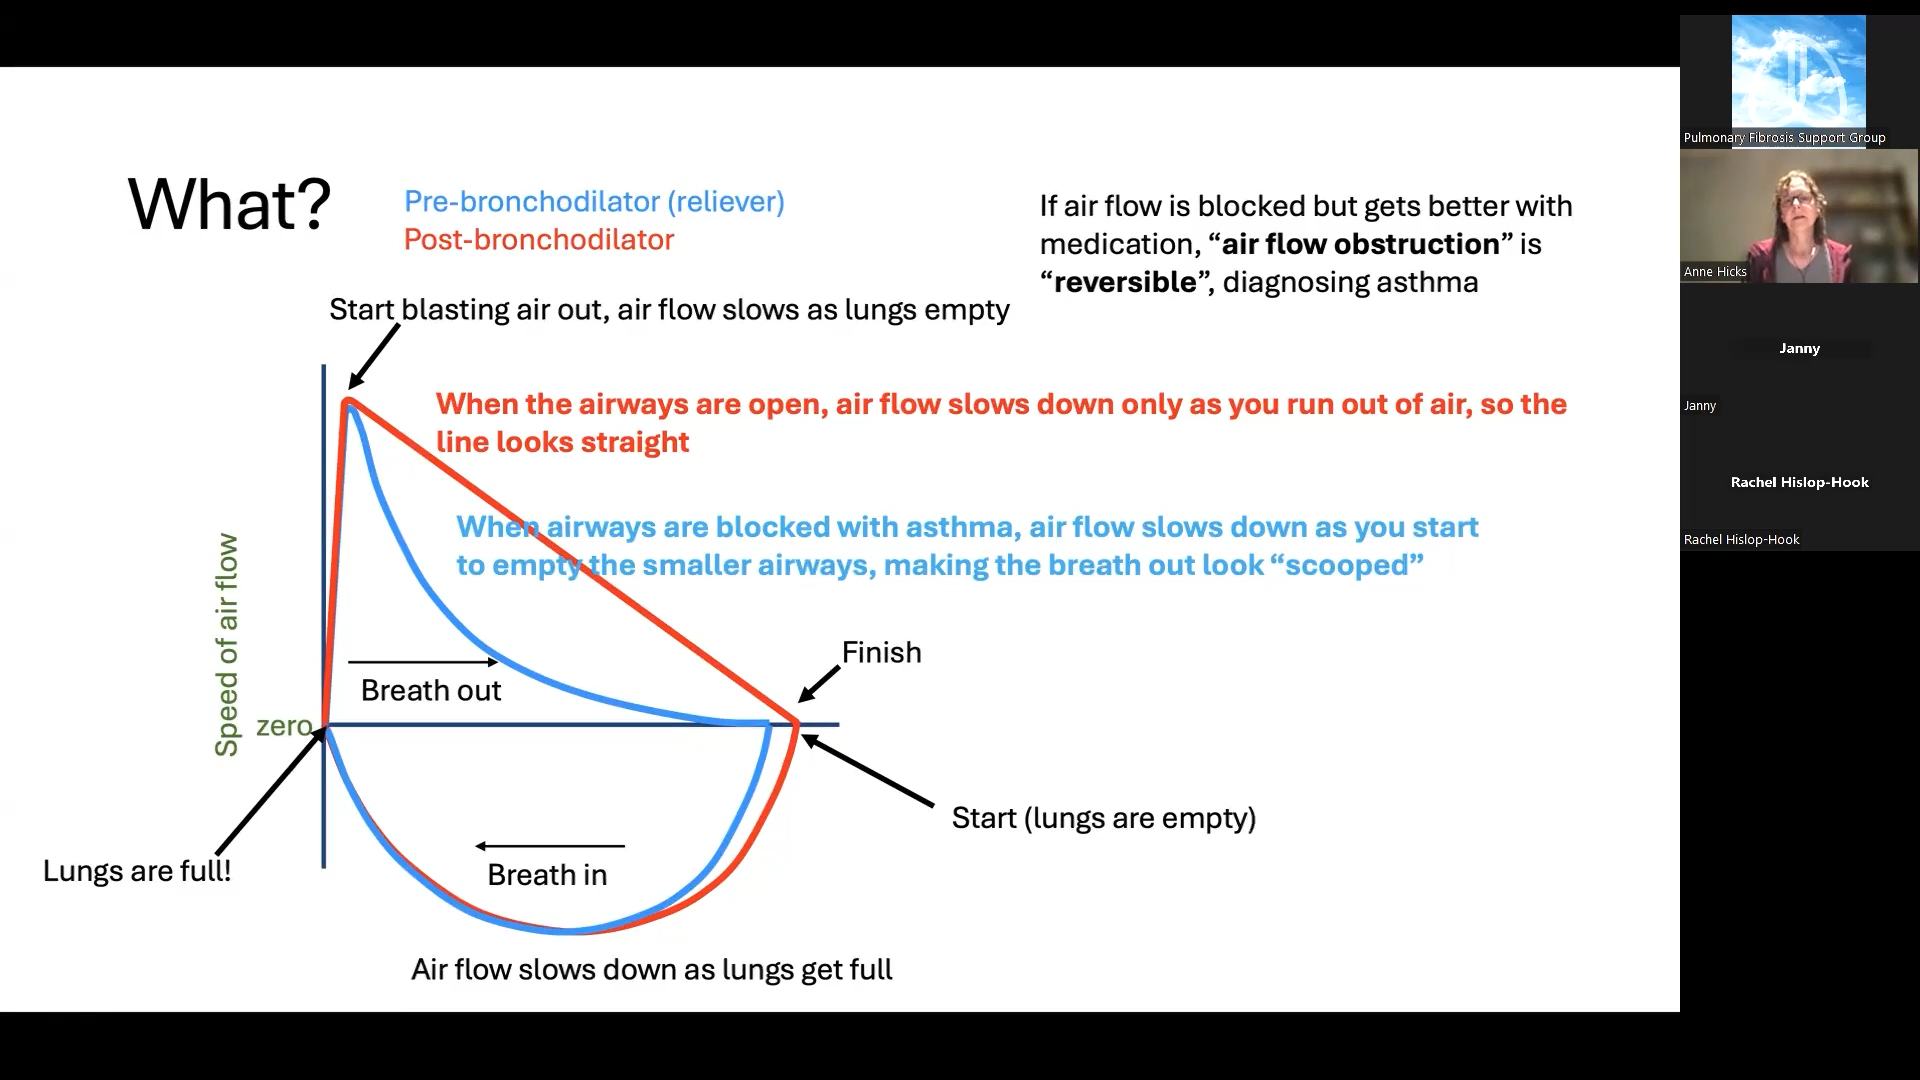 What?
Pre-bronchodilator (reliever)
Post-bronchodilator
If air flow is blocked but gets better with
medication, “air flow obstruction” is
“reversible”, diagnosing asthma
Start blasting air out, air flow slows as lungs empty
When the airways are open, air flow slows down only as you run out of air, so the
line looks straight
When airways are blocked with asthma, air flow slows down as you start
to empty the smaller airways, making the breath out look “scooped”
Speed of air flow
Finish
Breath out
zero
Start (lungs are empty)
Lungs are full!
Breath in
Air flow slows down as lungs get full
Pulmonary Fibrosis Support Group
Anne Hicks
Janny
Janny
Rachel Hislop-Hook
Rachel Hislop-Hook